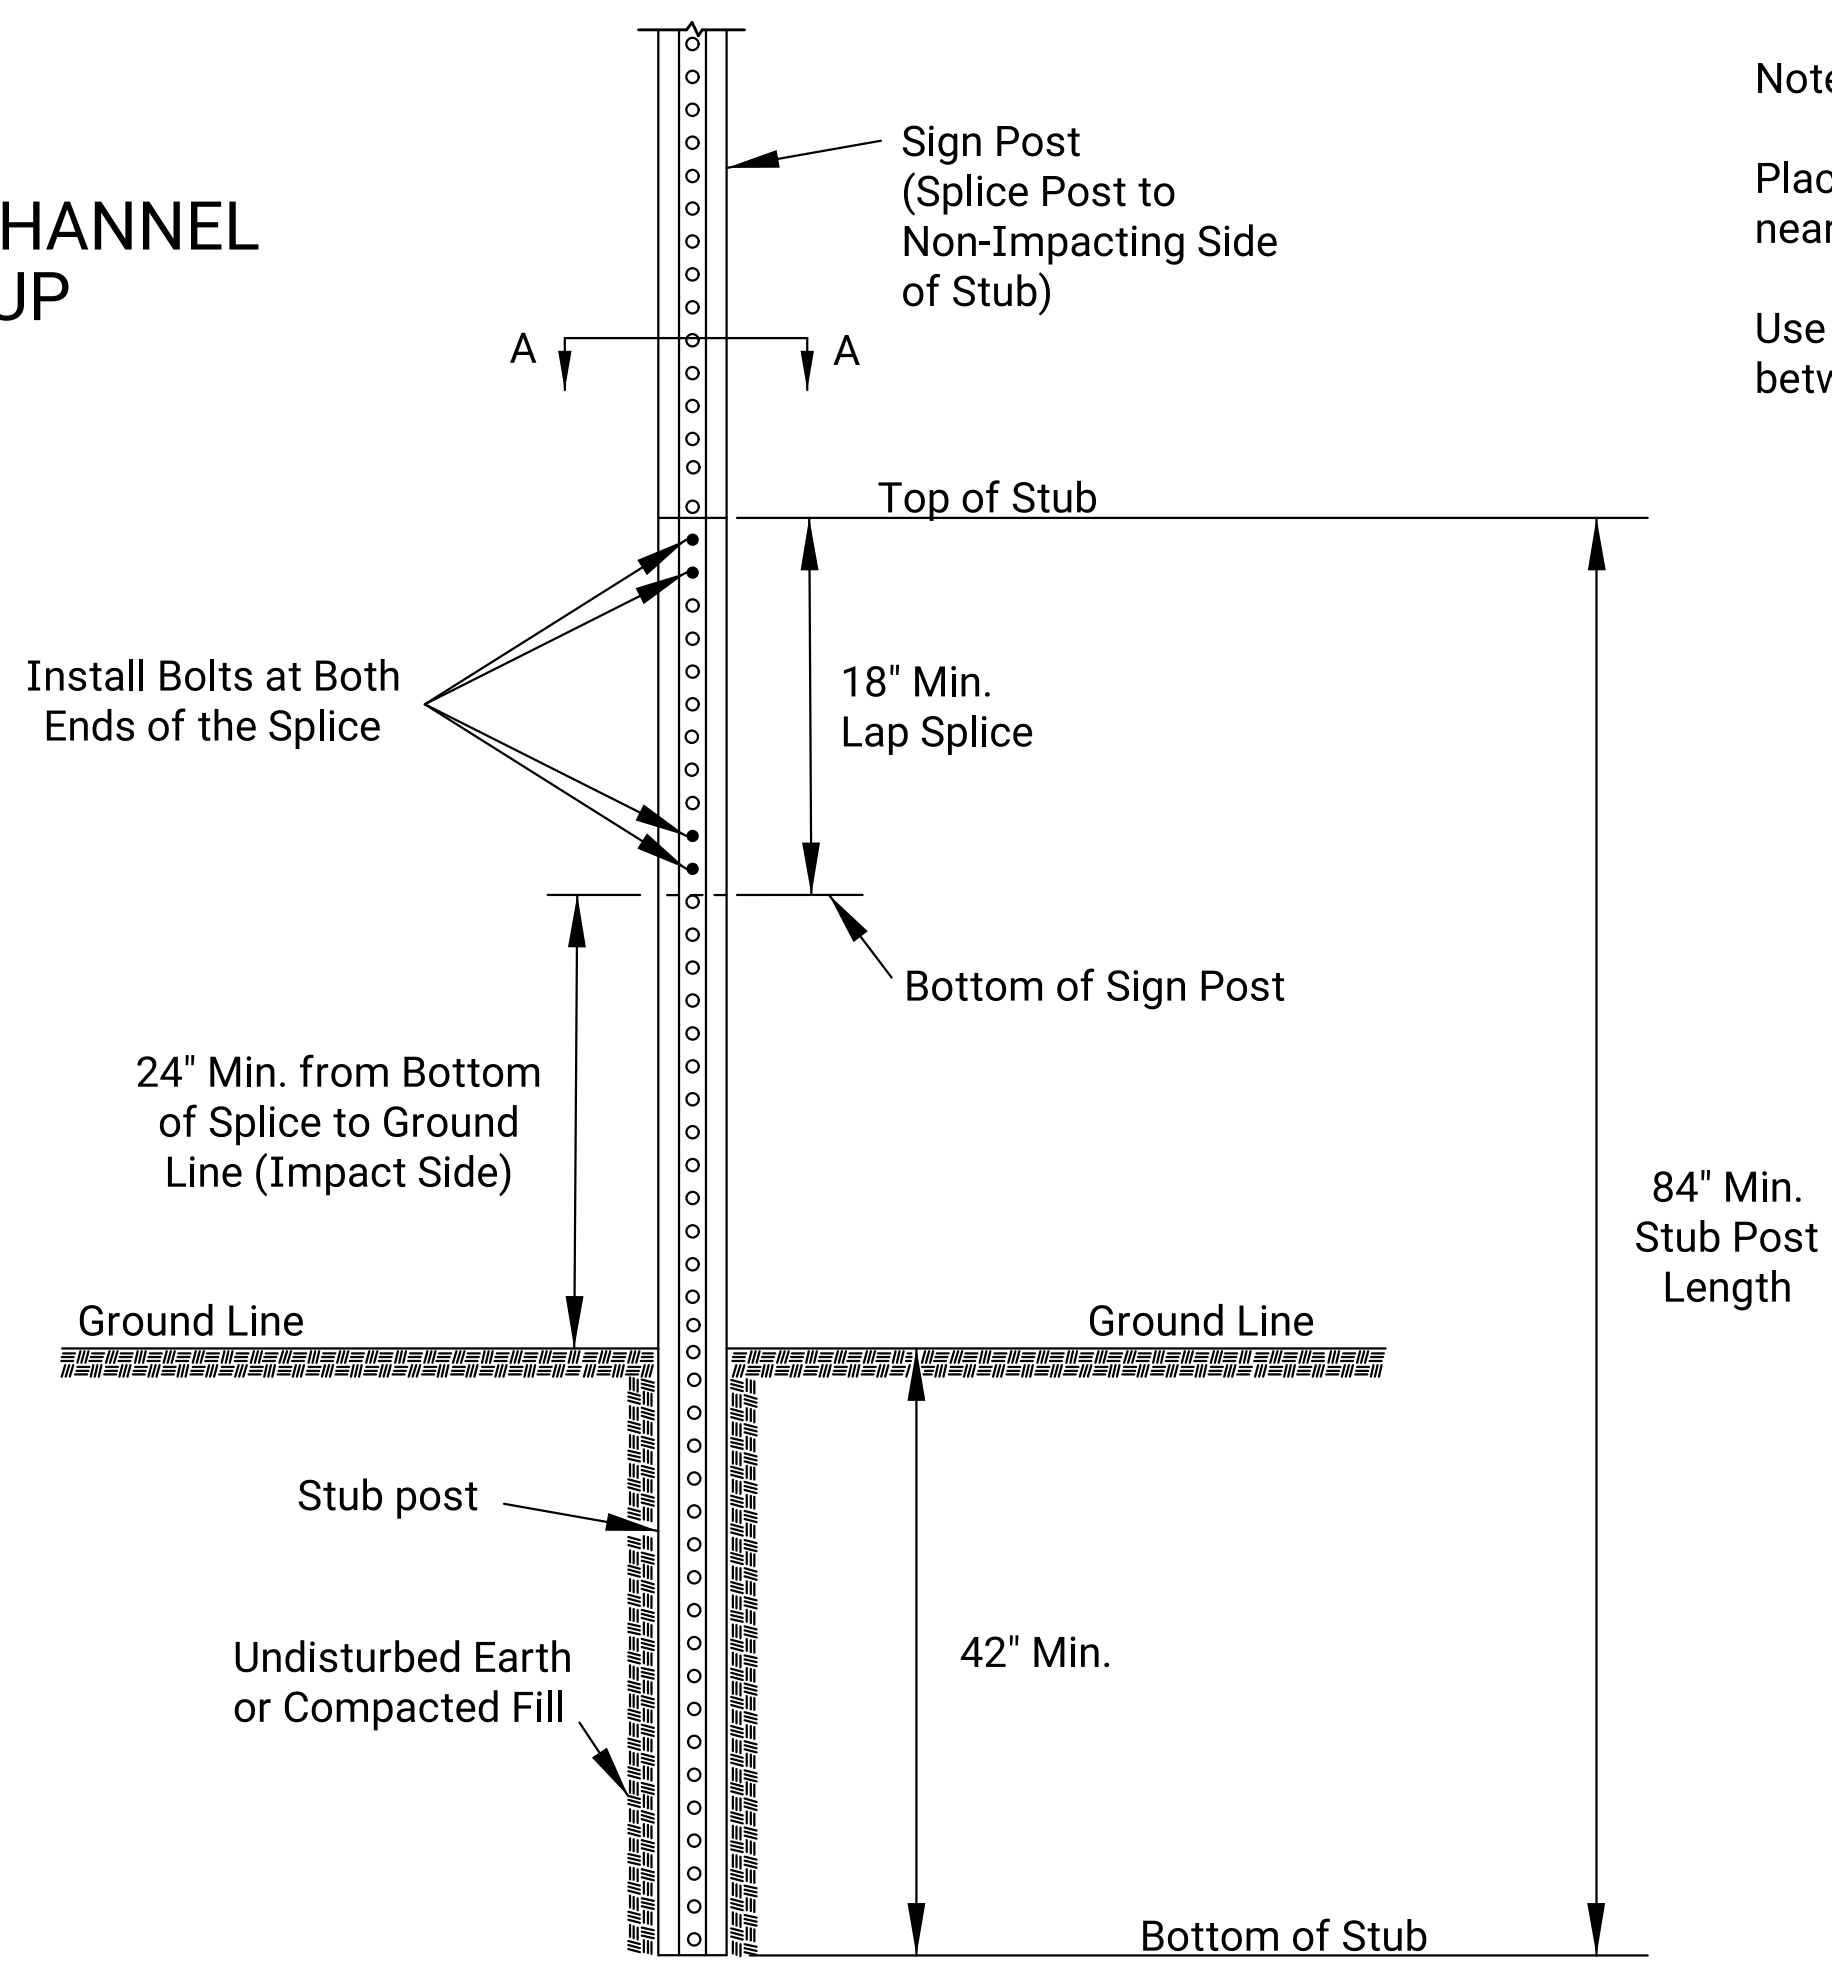 HANNEL
UP
Sign Post
(Splice Post to
Non-Impacting Side
of Stub)
A
A
Top of Stub
Install Bolts at Both
Ends of the Splice
18" Min.
Lap Splice
Bottom of Sign Post
24" Min. from Bottom
of Splice to Ground
Line (Impact Side)
84" Min.
Stub Post
Length
Ground Line
Ground Line
Stub post
Undisturbed Earth
or Compacted Fill
42" Min.
Bottom of Stub
Note
Plac
near
Use
betw